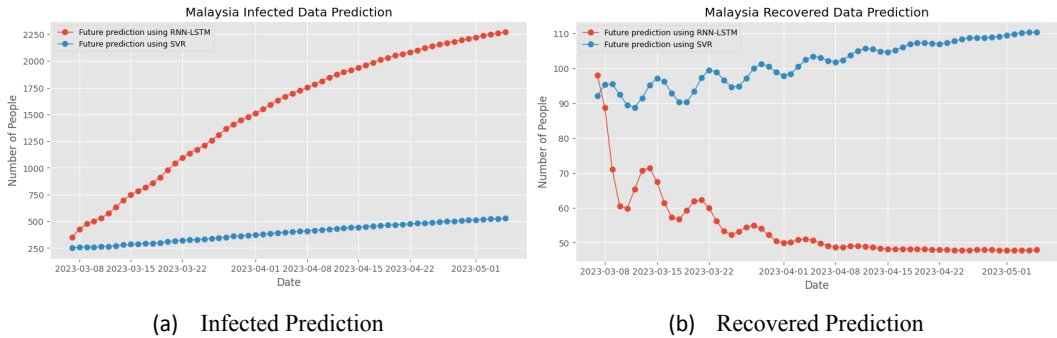 Malaysia Infected Data Prediction
Future prediction using RNN-LSTM
Future prediction using SVR
Number of People
2250
2000
1750
1500
1250
1000
750
500
250
2023-03-08 2023-03-15 2023-03-22 2023-04-01 2023-04-08 2023-04-15 2023-04-22 2023-05-01
Date
(a) Infected Prediction
Malaysia Recovered Data Prediction
Future prediction using RNN-LSTM
Future prediction using SVR
Number of People
110
100
90
80
70
60
50
2023-03-08 2023-03-15 2023-03-22 2023-04-01 2023-04-08 2023-04-15 2023-04-22 2023-05-01
Date
(b) Recovered Prediction